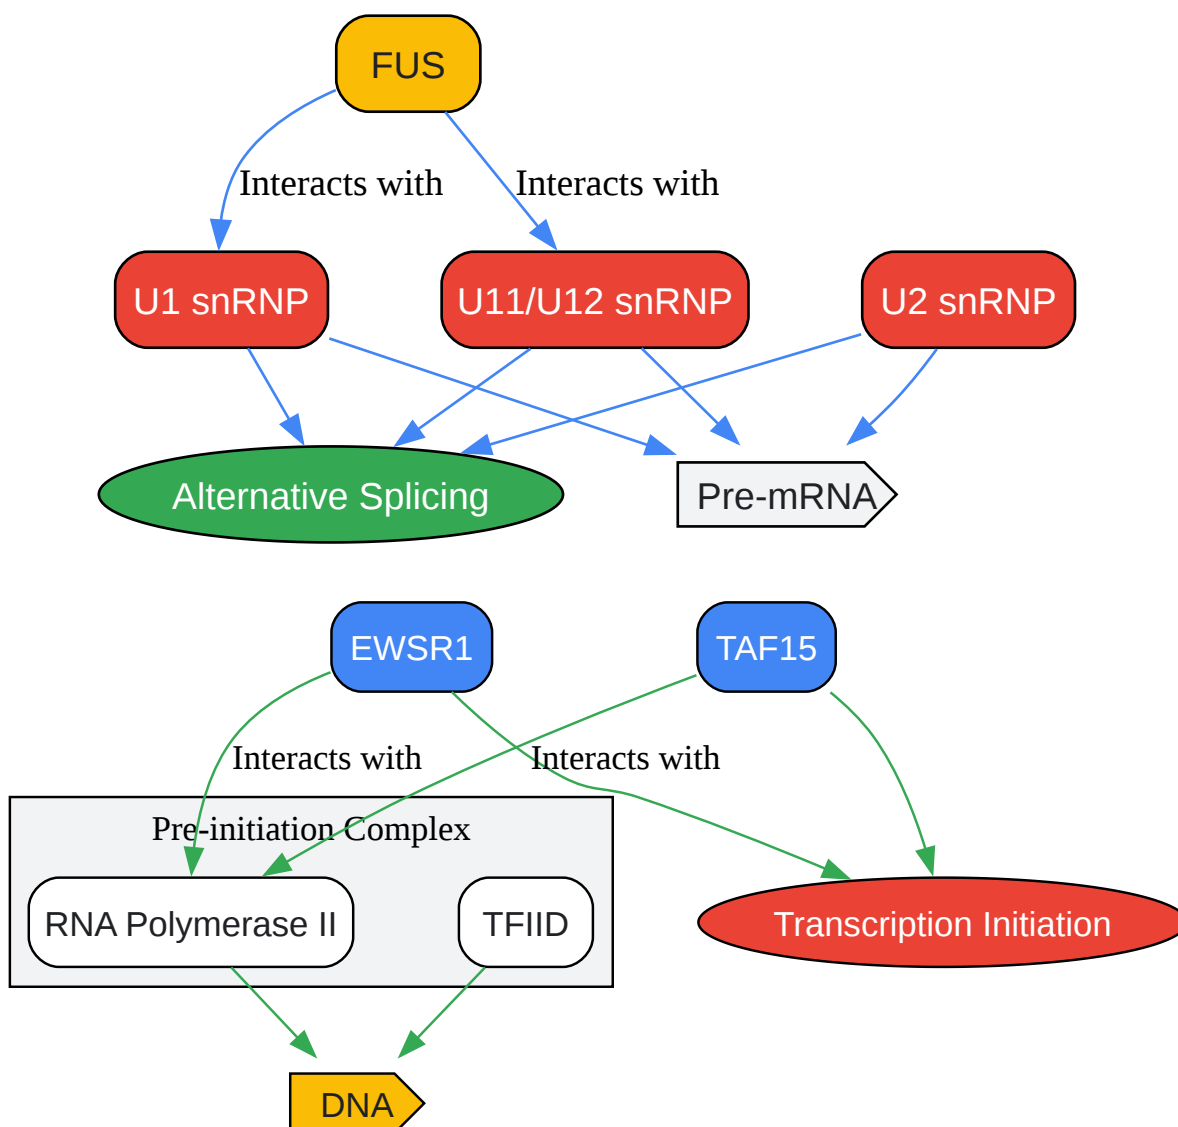 FUS
Interacts with
Interacts with
U1 snRNP
U11/U12 snRNP
U2 snRNP
Alternative Splicing
Pre-mRNA
EWSR1
TAF15
Interacts with
Interacts with
Pre-initiation Complex
RNA Polymerase II
TFIID
Transcription Initiation
DNA